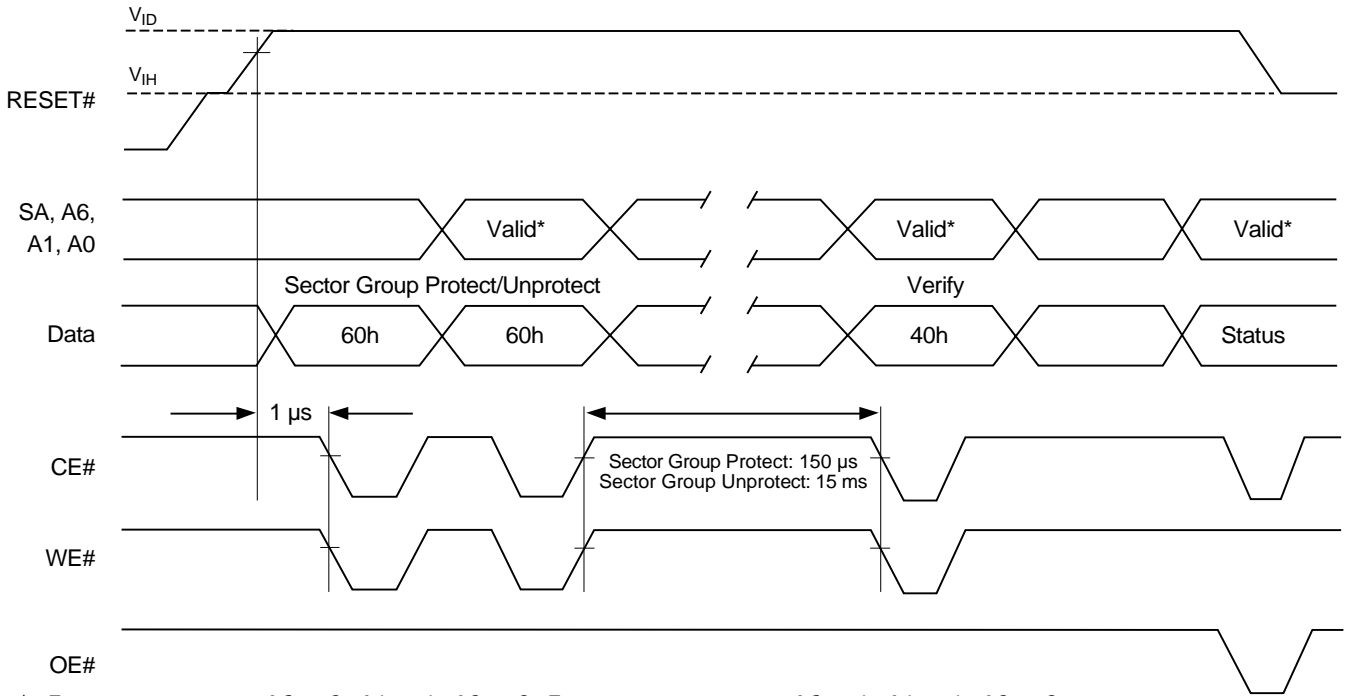 VID
VIH
RESET#
SA, A6,
A1, A0
Valid*
Valid*
Valid*
Sector Group Protect/Unprotect
Verify
Data
60h
60h
40h
Status
1 µs
CE#
Sector Group Protect: 150 µs
Sector Group Unprotect: 15 ms
WE#
OE#